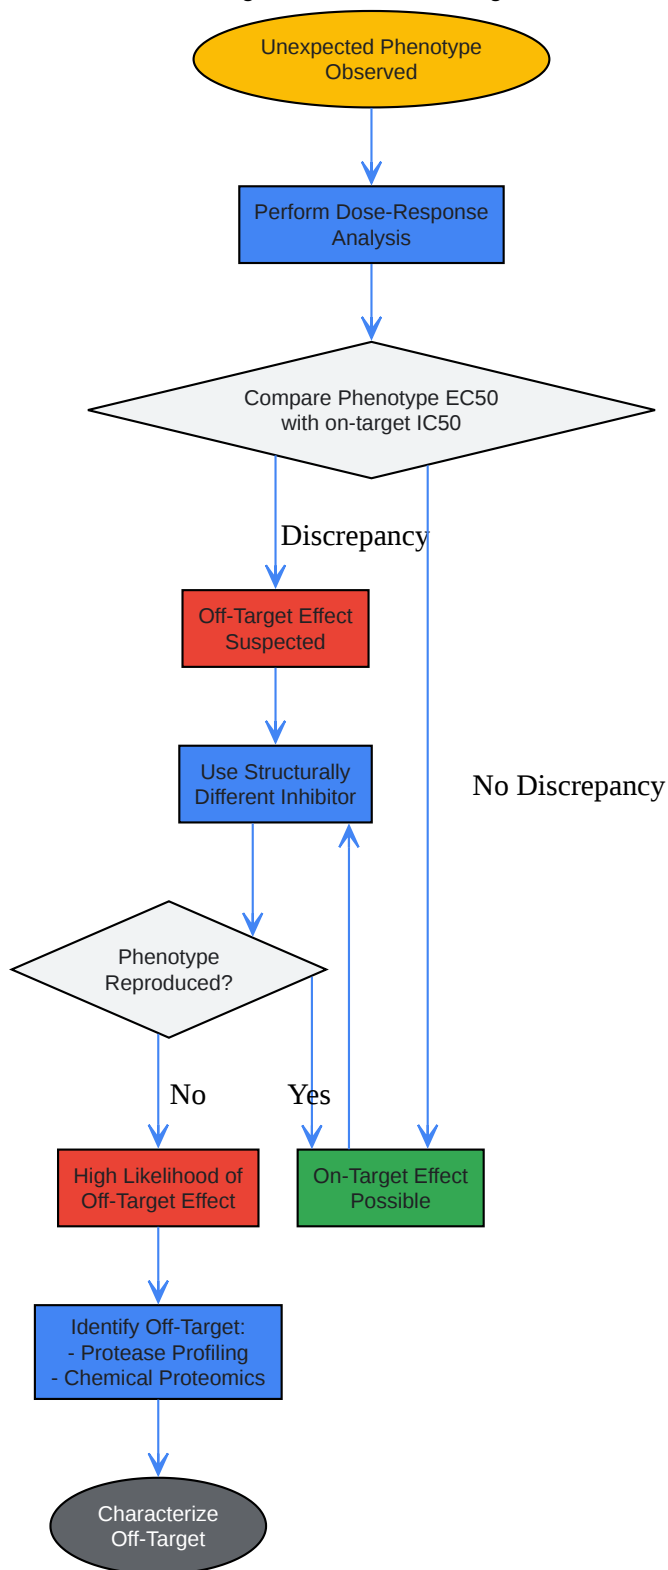 Unexpected Phenotype
Observed
Perform Dose-Response
Analysis
Compare Phenotype EC50
with on-target IC50
Discrepancy
Off-Target Effect
Suspected
Use Structurally
Different Inhibitor
No Discrepancy
Phenotype
Reproduced?
No
Yes
High Likelihood of
Off-Target Effect
On-Target Effect
Possible
Identify Off-Target:
- Protease Profiling
- Chemical Proteomics
Characterize
Off-Target